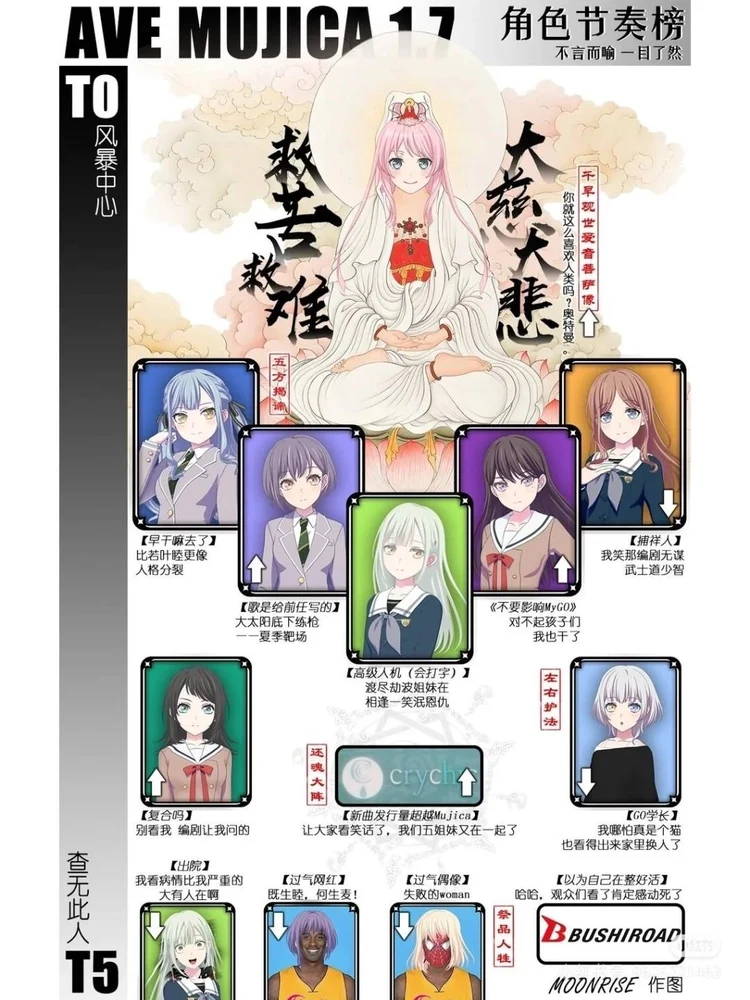 AVE MUJICA 1.7
角色节奏榜
不言而喻 一目了然
T0
风暴中心
救苦救难
大慈大悲
千早观世爱音菩萨像
你就这么喜欢人类吗?奥特曼。
五方揭谛
【早干嘛去了】
比若叶睦更像
人格分裂
【歌是给前任写的】
大太阳底下练枪
——夏季靶场
【高级人机(会打字)】
渡尽劫波姐妹在
相逢一笑泯恩仇
《不要影响MyGO》
对不起孩子们
我也干了
【捕祥人】
我笑那编剧无谋
武士道少智
左右护法
【复合吗】
别看我 编剧让我问的
还魂大阵
crychic
【新曲发行量超越Mujica】
让大家看笑话了,我们五姐妹又在一起了
【GO学长】
我哪怕真是个猫
也看得出来家里换人了
查无此人
T5
【出院】
我看病情比我严重的
大有人在啊
【过气网红】
既生睦,何生麦!
【过气偶像】
失败的woman
祭品人牲
【以为自己在整好活】
哈哈,观众们看了肯定感动死了
BUSHIROAD
MOONRISE 作图